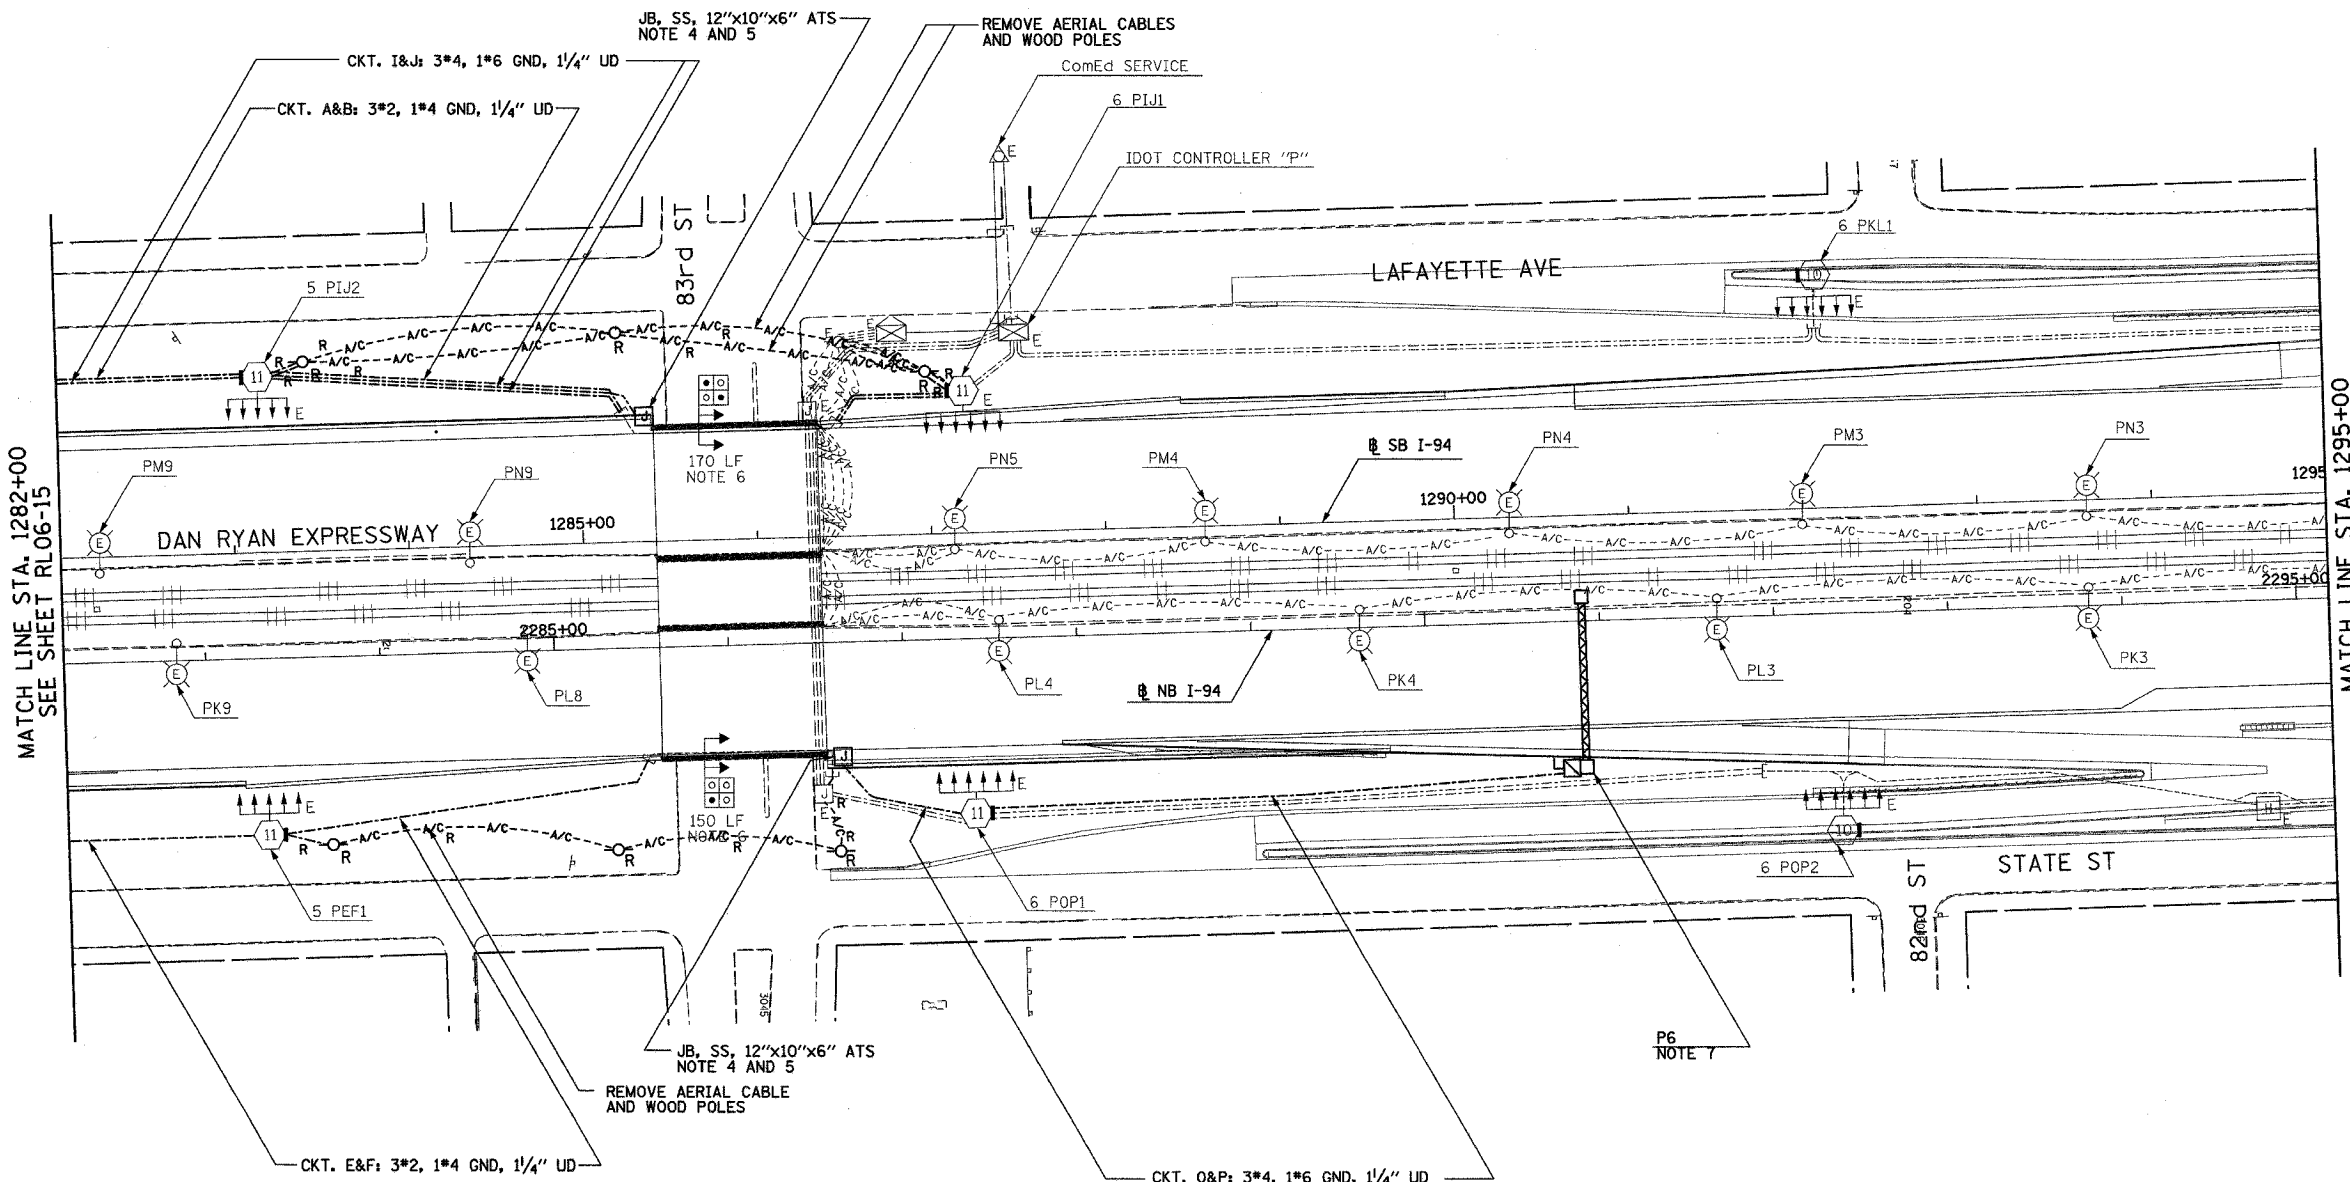 JB, SS, 12"x10"x6" ATS
NOTE 4 AND 5
REMOVE AERIAL CABLES
AND WOOD POLES
CKT. I&J: 3#4, 1#6 GND, 1¼" UD
ComEd SERVICE
CKT. A&B: 3#2, 1#4 GND, 1¼" UD
6 PIJ1
IDOT CONTROLLER "P"
83rd ST
6 PKL1
LAFAYETTE AVE
5 PIJ2
11
11
10
E
E
E
E
J
170 LF
NOTE 6
MATCH LINE STA. 1282+00
SEE SHEET RL06-15
MATCH LINE STA. 1295+00
PM9
PN9
PN5
PM4
℄ SB I-94
PN4
PM3
PN3
1295
1290+00
1285+00
DAN RYAN EXPRESSWAY
2295+00
2285+00
PK9
PL8
PL4
℄ NB I-94
PK4
PL3
PK3
J
150 LF
NOTE 6
11
11
10
H
5 PEF1
6 POP1
6 POP2
82nd ST
STATE ST
3045
JB, SS, 12"x10"x6" ATS
NOTE 4 AND 5
P6
NOTE 7
REMOVE AERIAL CABLE
AND WOOD POLES
CKT. E&F: 3#2, 1#4 GND, 1¼" UD
CKT. O&P: 3#4, 1#6 GND, 1¼" UD